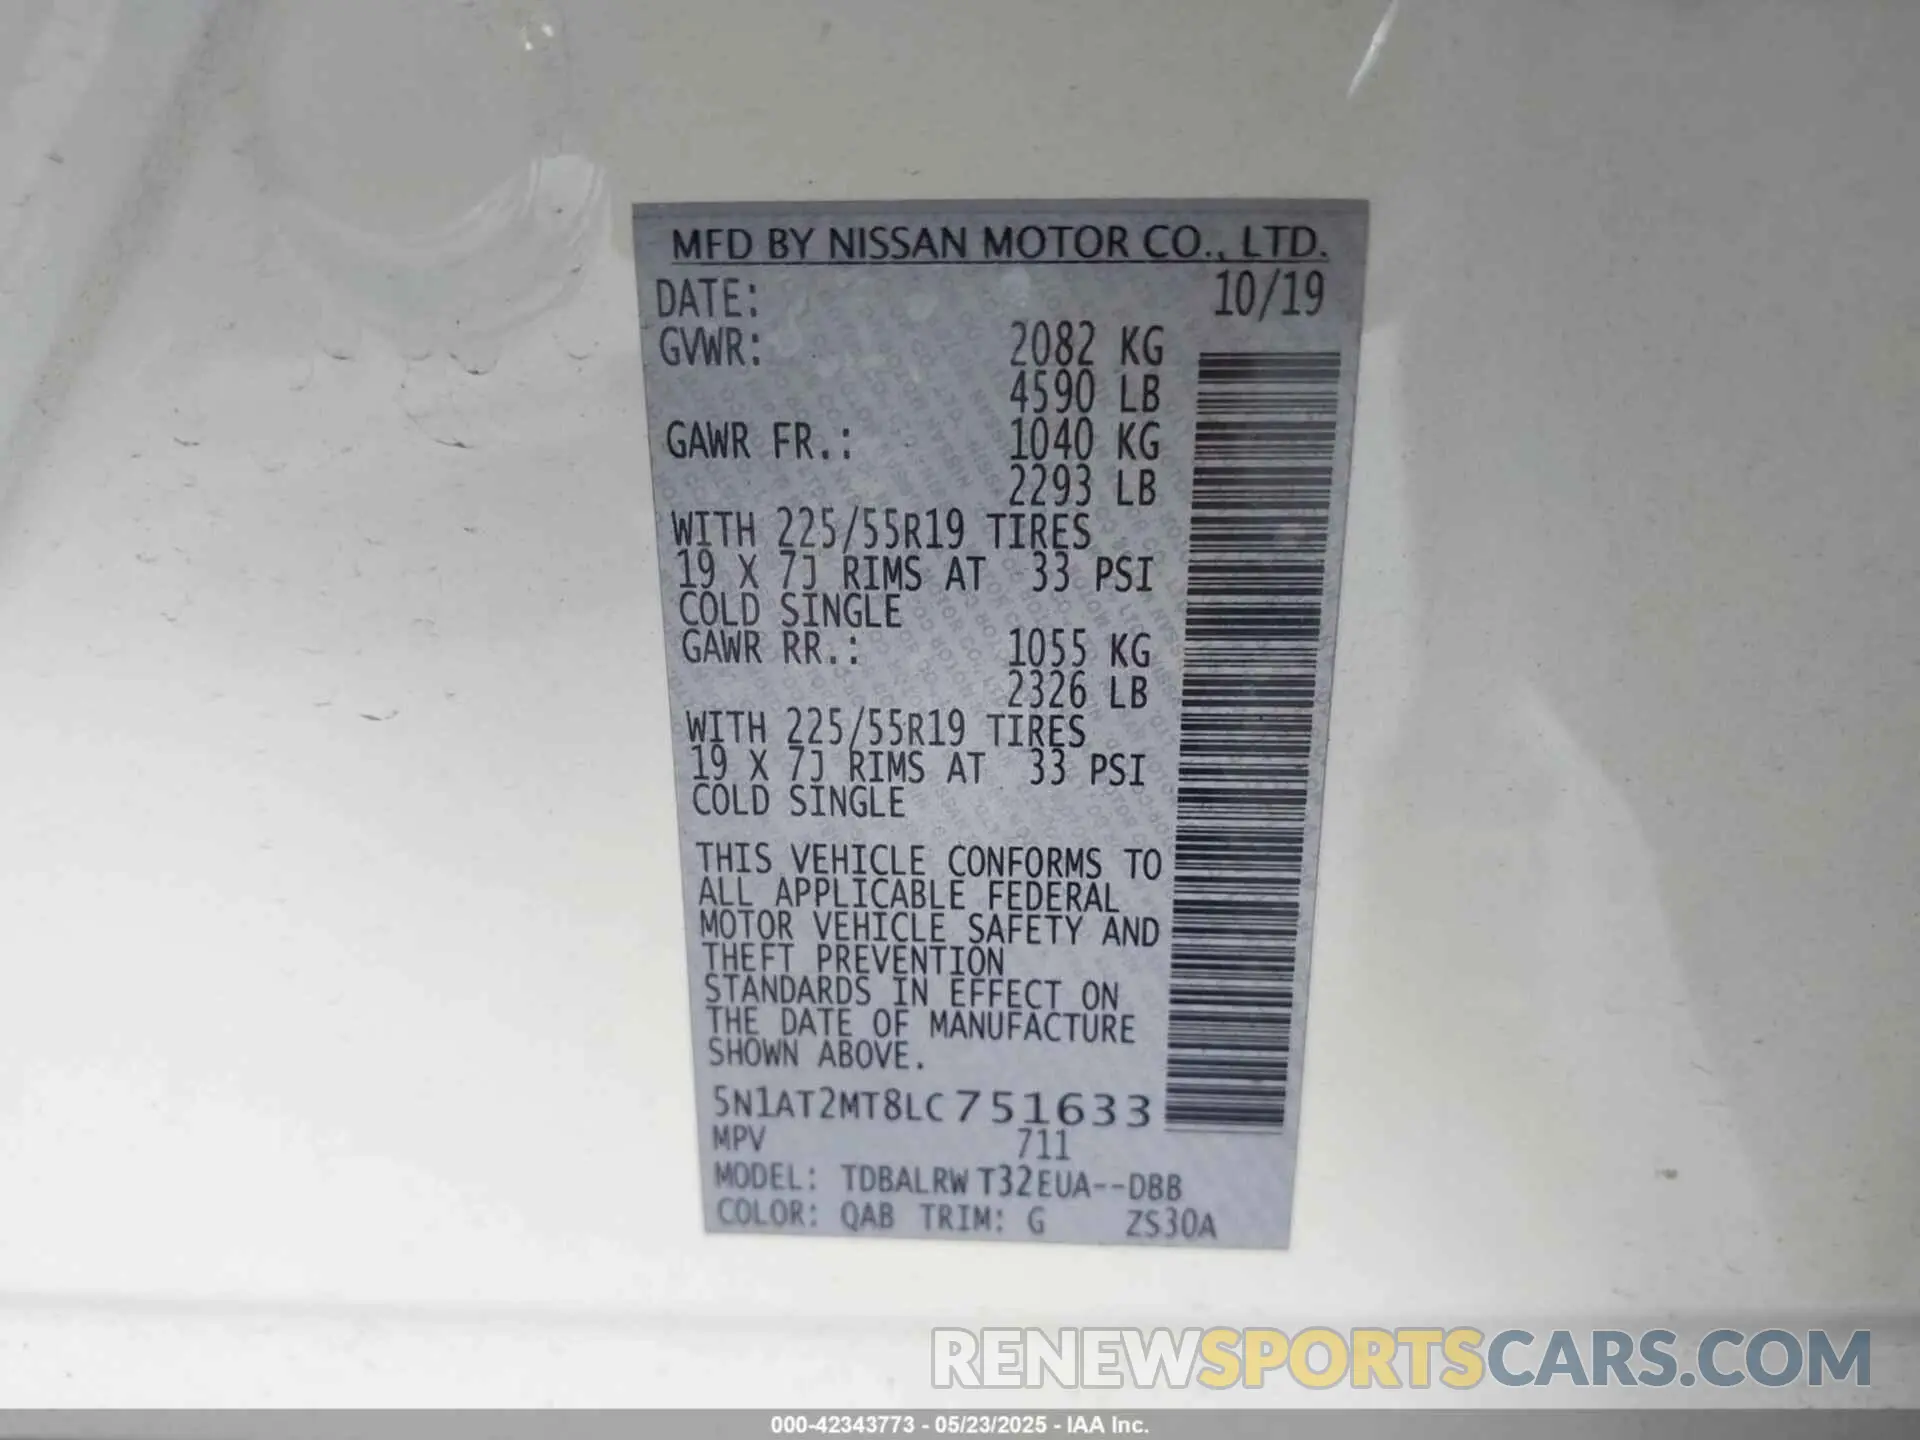 MFD BY NISSAN MOTOR CO., LTD.
DATE: 10/19
GVWR: 2082 KG
4590 LB
GAWR FR.: 1040 KG
2293 LB
WITH 225/55R19 TIRES
19 X 7J RIMS AT 33 PSI
COLD SINGLE
GAWR RR.: 1055 KG
2326 LB
WITH 225/55R19 TIRES
19 X 7J RIMS AT 33 PSI
COLD SINGLE
THIS VEHICLE CONFORMS TO
ALL APPLICABLE FEDERAL
MOTOR VEHICLE SAFETY AND
THEFT PREVENTION
STANDARDS IN EFFECT ON
THE DATE OF MANUFACTURE
SHOWN ABOVE.
5N1AT2MT8LC751633
MPV 711
MODEL: TDBALRW T32EUA--DBB
COLOR: QAB TRIM: G ZS30A
RENEWSPORTSCARS.COM
000-42343773 - 05/23/2025 - IAA Inc.